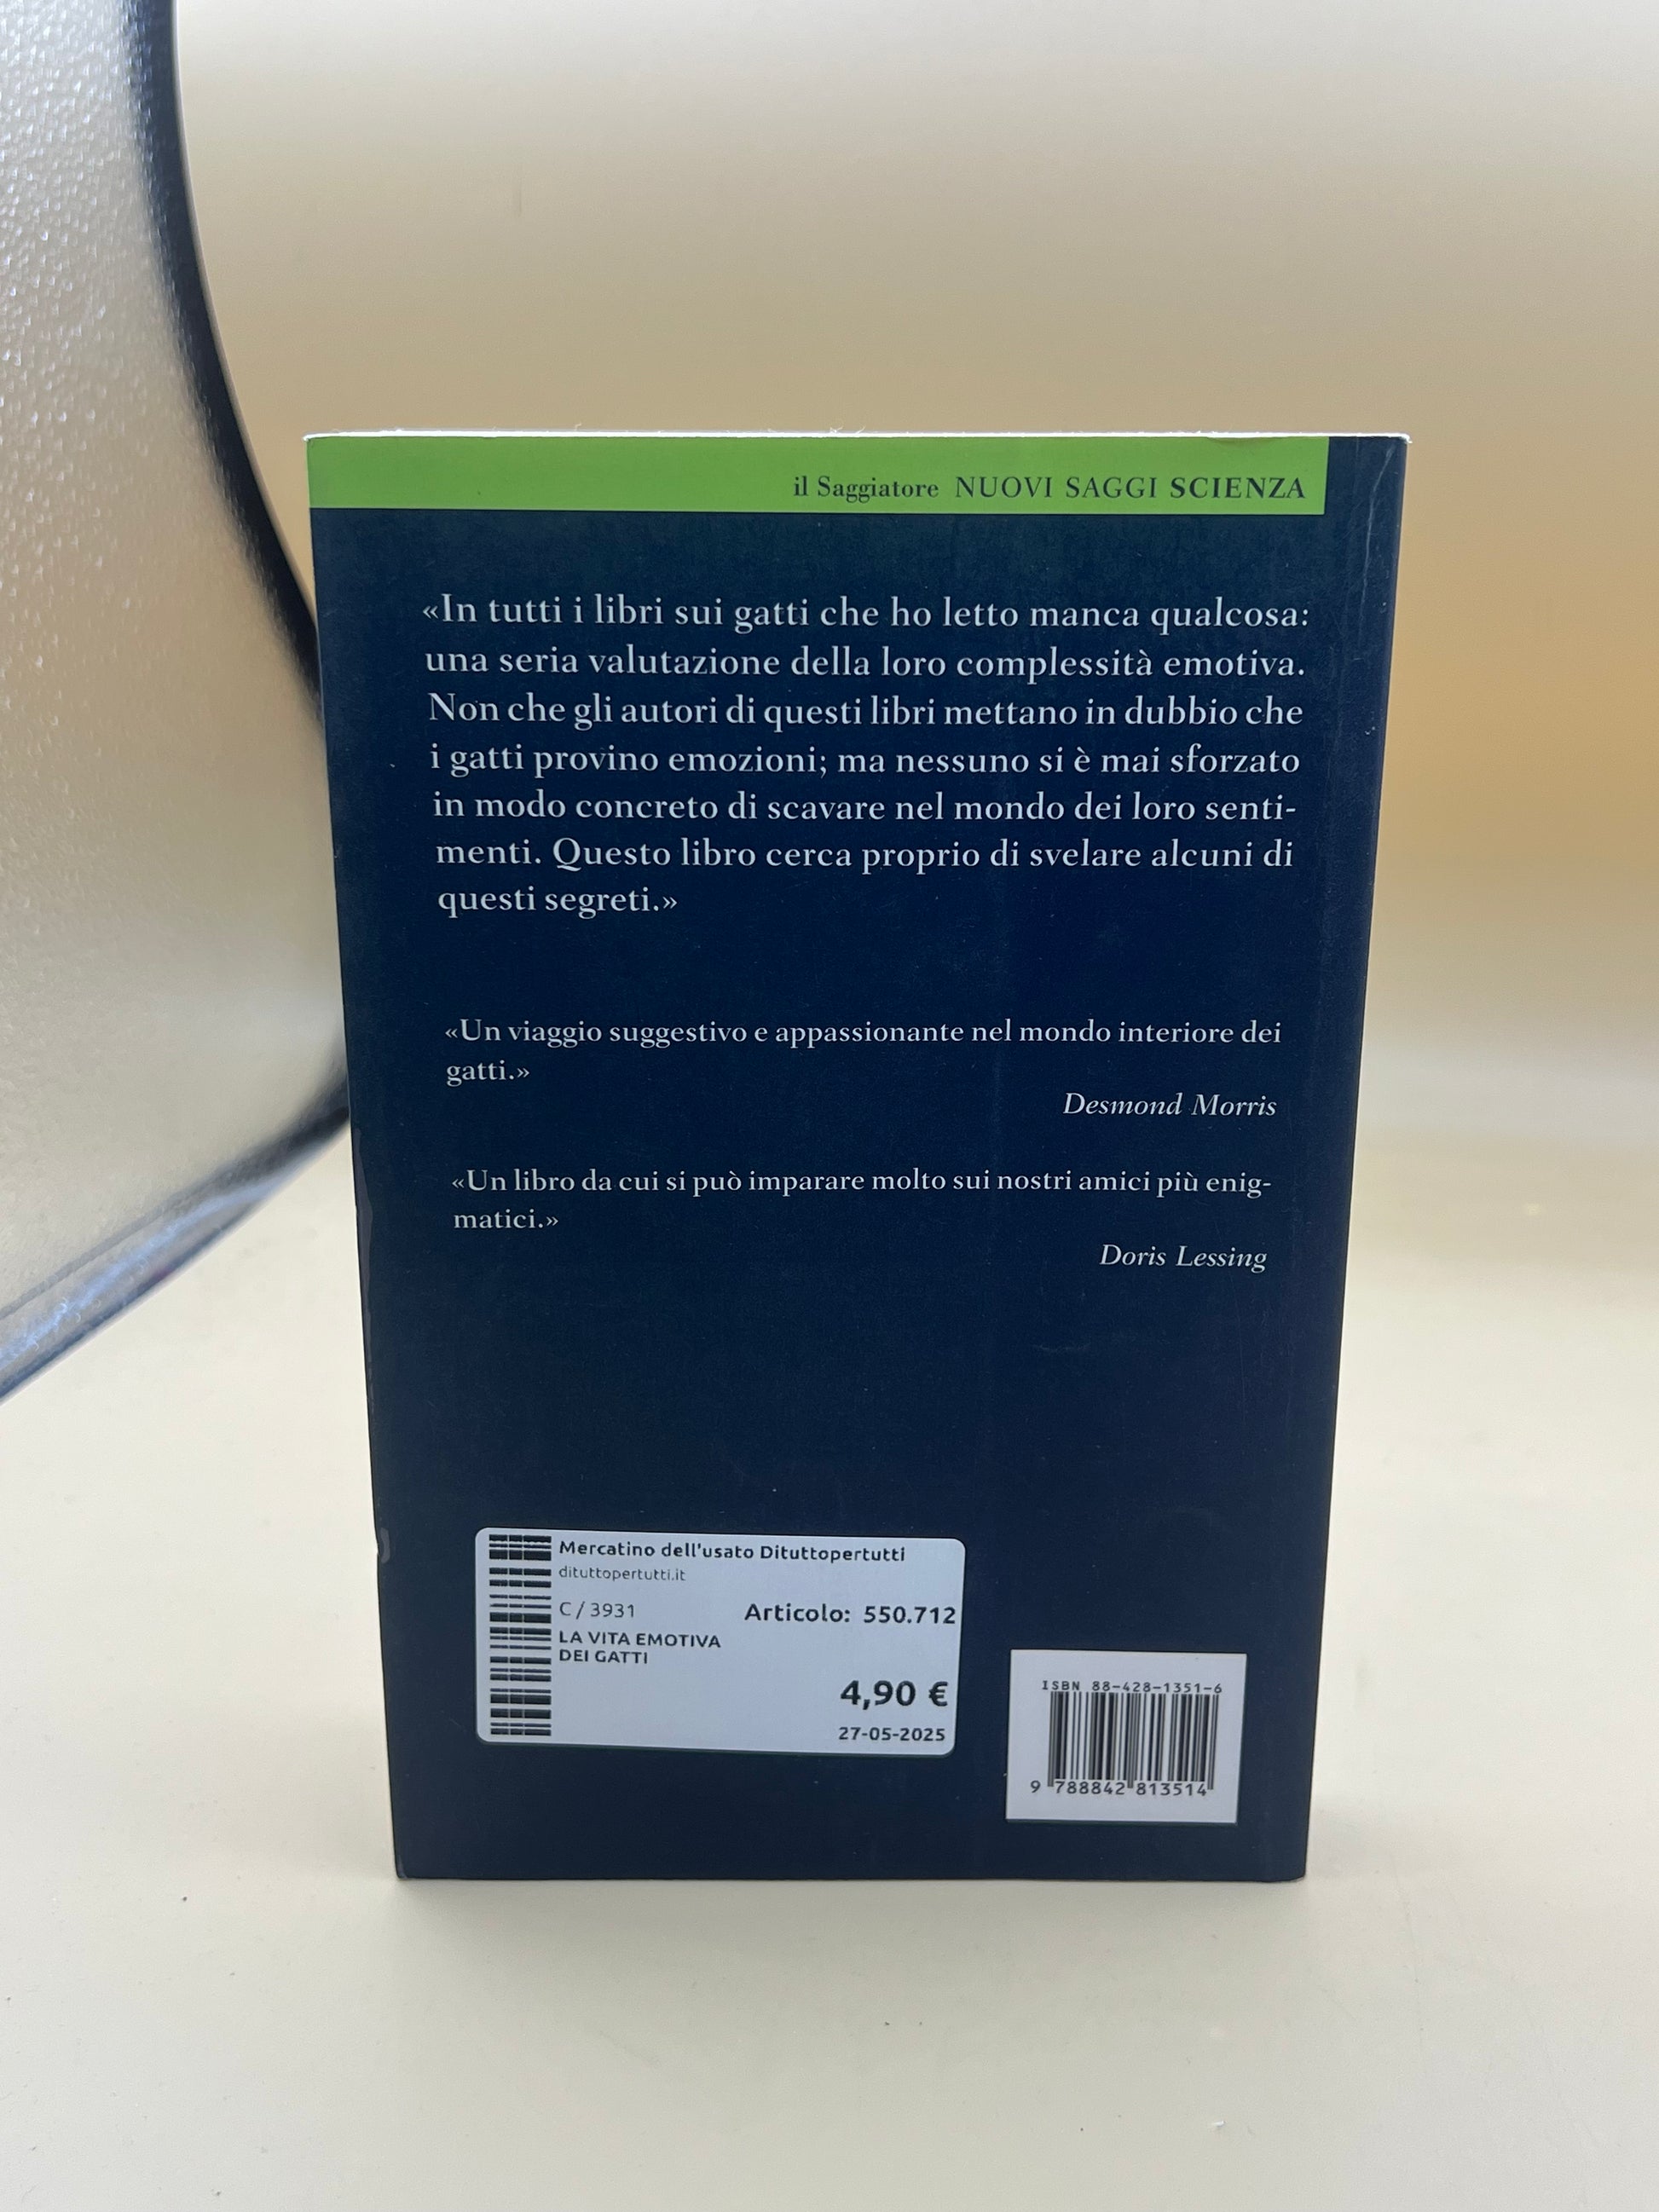 il Saggiatore NUOVI SAGGI SCIENZA
«In tutti i libri sui gatti che ho letto manca qualcosa:
una seria valutazione della loro complessità emotiva.
Non che gli autori di questi libri mettano in dubbio che
i gatti provino emozioni; ma nessuno si è mai sforzato
in modo concreto di scavare nel mondo dei loro senti-
menti. Questo libro cerca proprio di svelare alcuni di
questi segreti.»
«Un viaggio suggestivo e appassionante nel mondo interiore dei
gatti.»
Desmond Morris
«Un libro da cui si può imparare molto sui nostri amici più enig-
matici.»
Doris Lessing
Mercatino dell'usato Dituttopertutti
dituttopertutti.it
C / 3931 Articolo: 550.712
LA VITA EMOTIVA
DEI GATTI
4,90 €
27-05-2025
ISBN 88-428-1351-6
9 788842 813514